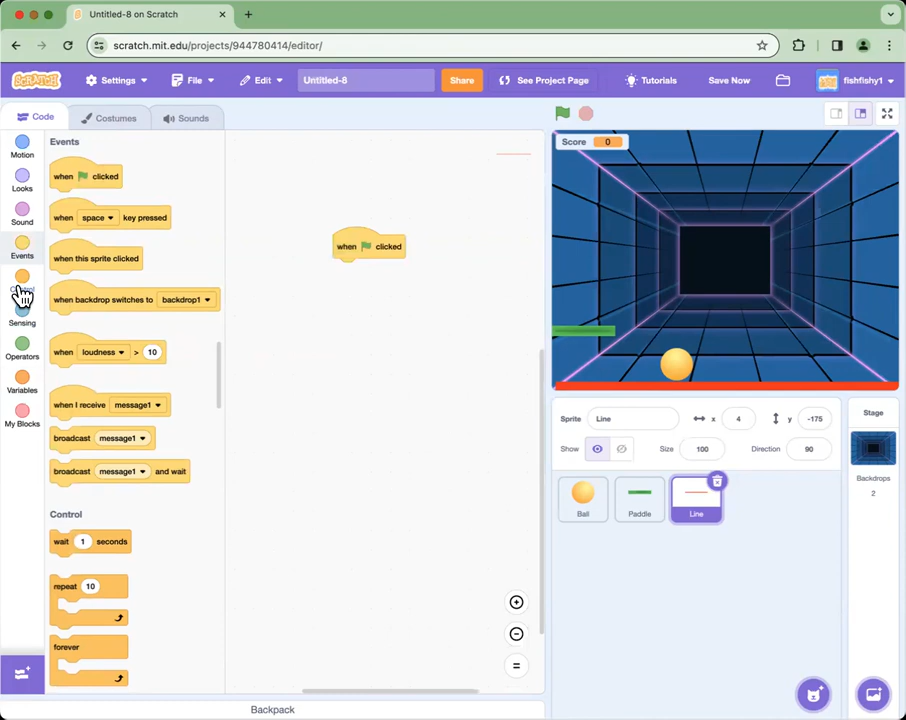 Untitled-8 on Scratch
scratch.mit.edu/projects/944780414/editor/
SCRATCH Settings File Edit Untitled-8 Share See Project Page Tutorials Save Now fishfishy1
Code Costumes Sounds
Motion
Looks
Sound
Events
Control
Sensing
Operators
Variables
My Blocks
Events
when clicked
when space key pressed
when this sprite clicked
when backdrop switches to backdrop1
when loudness > 10
when I receive message1
broadcast message1
broadcast message1 and wait
Control
wait 1 seconds
repeat 10
forever
when clicked
Backpack
Score 0
Sprite Line x 4 y -175
Show Size 100 Direction 90
Ball
Paddle
Line
Stage
Backdrops
2